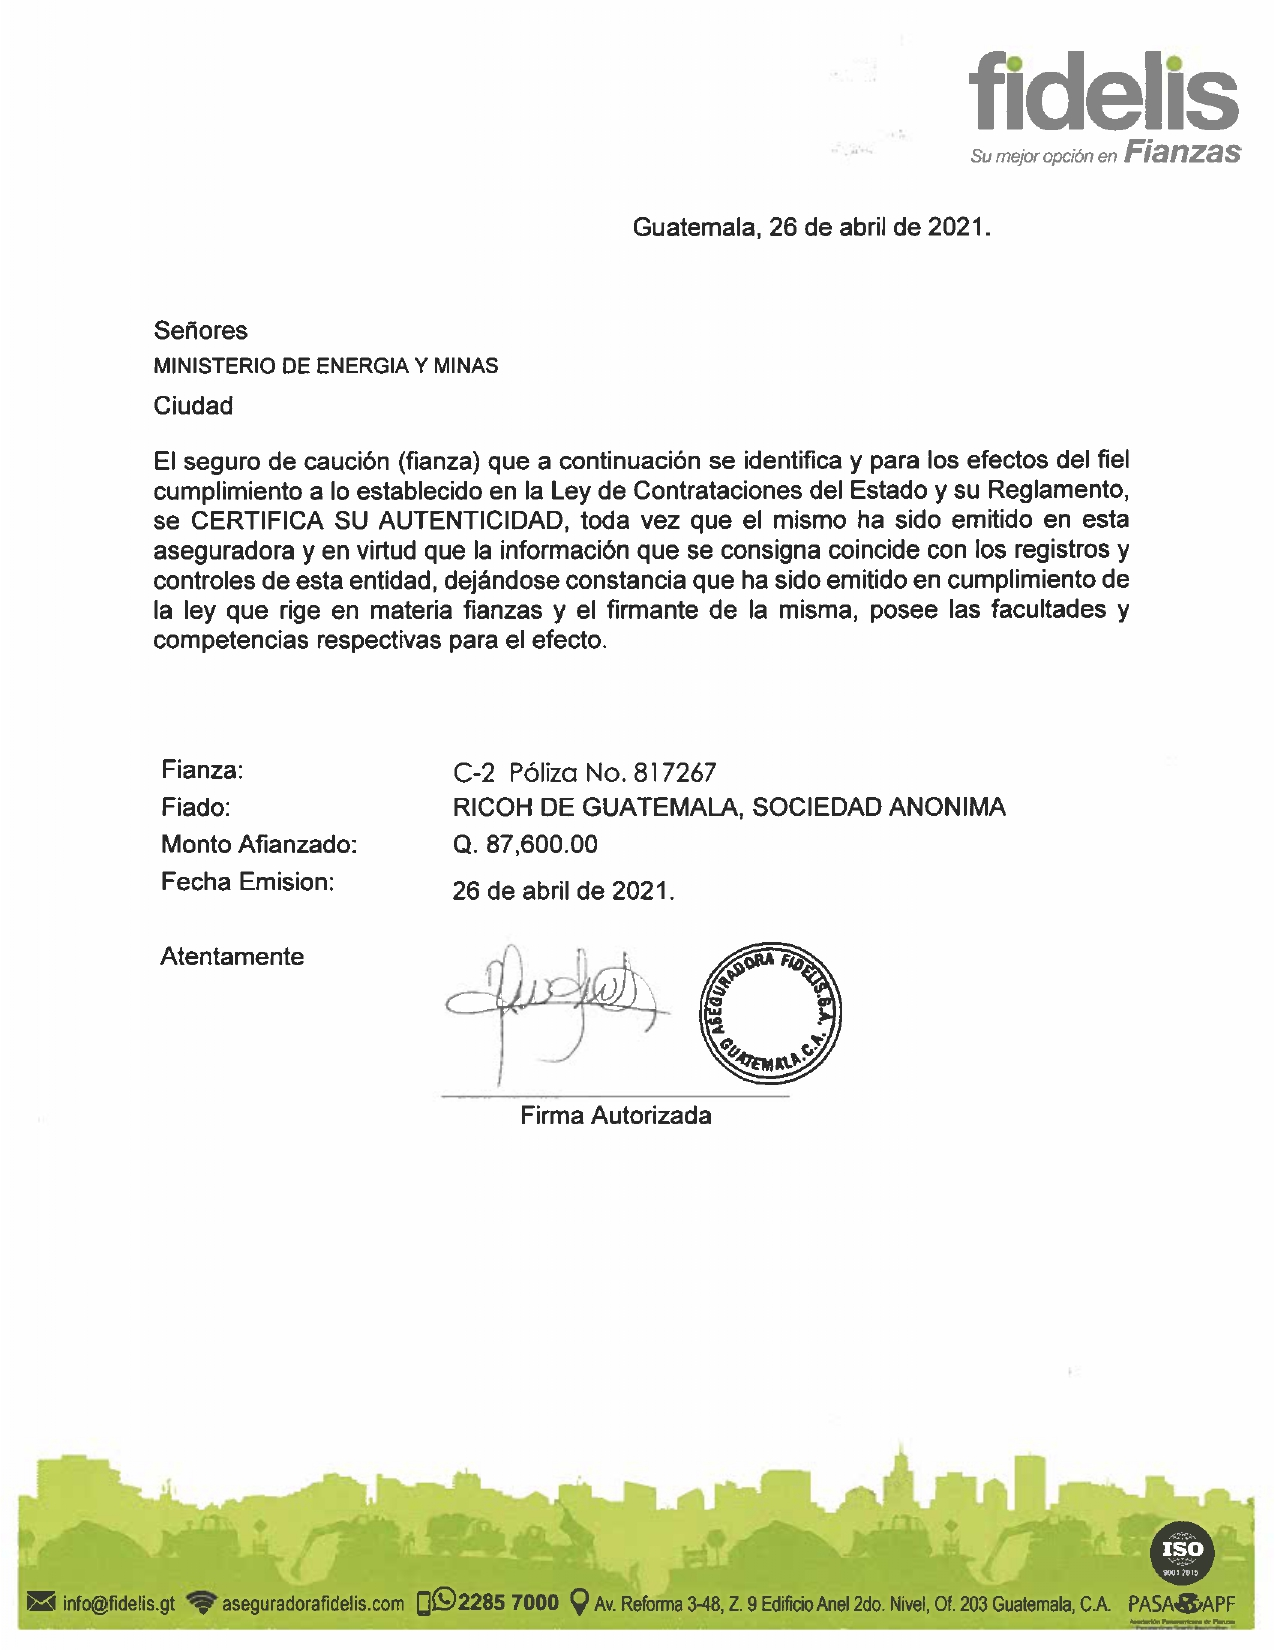 fidelis
Su mejor opción en Fianzas
Guatemala, 26 de abril de 2021.
Señores
MINISTERIO DE ENERGIA Y MINAS
Ciudad
El seguro de caución (fianza) que a continuación se identifica y para los efectos del fiel
cumplimiento a lo establecido en la Ley de Contrataciones del Estado y su Reglamento,
se CERTIFICA SU AUTENTICIDAD, toda vez que el mismo ha sido emitido en esta
aseguradora y en virtud que la información que se consigna coincide con los registros y
controles de esta entidad, dejándose constancia que ha sido emitido en cumplimiento de
la ley que rige en materia fianzas y el firmante de la misma, posee las facultades y
competencias respectivas para el efecto.
Fianza: C-2 Póliza No. 817267
Fiado: RICOH DE GUATEMALA, SOCIEDAD ANONIMA
Monto Afianzado: Q. 87,600.00
Fecha Emision: 26 de abril de 2021.
Atentamente
ASEGURADORA FIDELIS, S.A.
GUATEMALA, C.A.
Firma Autorizada
ISO
9001:2015
info@fidelis.gt aseguradorafidelis.com 2285 7000 Av. Reforma 3-48, Z. 9 Edificio Anel 2do. Nivel, Of. 203 Guatemala, C.A. PASA APF